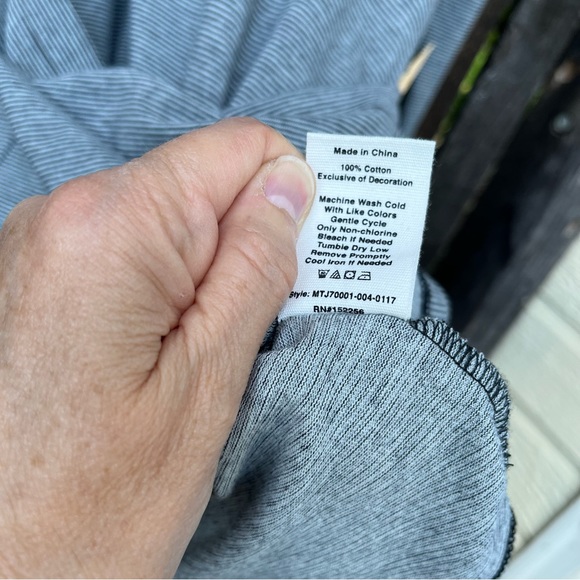 Made in China
100% Cotton
Exclusive of Decoration
Machine Wash Cold
With Like Colors
Gentle Cycle
Only Non-chlorine
Bleach If Needed
Tumble Dry Low
Remove Promptly
Cool Iron If Needed
Style: MTJ70001-004-0117
RN#152256